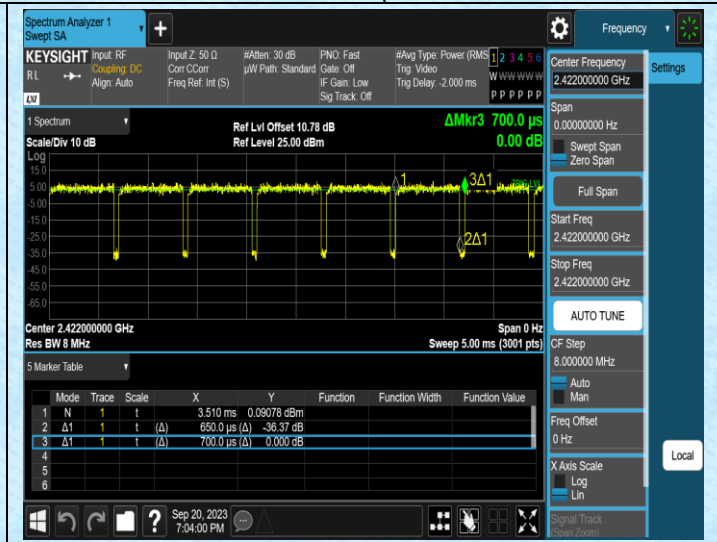 Spectrum Analyzer 1
Swept SA
+
Frequency
KEYSIGHT
RL
LXI
Input: RF
Coupling: DC
Align: Auto
Input Z: 50 Ω
Corr CCorr
Freq Ref: Int (S)
#Atten: 30 dB
µW Path: Standard
PNO: Fast
Gate: Off
IF Gain: Low
Sig Track: Off
#Avg Type: Power (RMS
Trig: Video
Trig Delay: -2.000 ms
1 2 3 4 5 6
W W W W W W
P P P P P P
1 Spectrum
Scale/Div 10 dB
Ref Lvl Offset 10.78 dB
Ref Level 25.00 dBm
ΔMkr3 700.0 µs
0.00 dB
Log
15.0
5.00
-5.00
-15.0
-25.0
-35.0
-45.0
-55.0
-65.0
1
3Δ1
TRIG LVL
2Δ1
Center 2.422000000 GHz
Res BW 8 MHz
Span 0 Hz
Sweep 5.00 ms (3001 pts)
5 Marker Table
Mode Trace Scale X Y Function Function Width Function Value
1 N 1 t 3.510 ms 0.09078 dBm
2 Δ1 1 t (Δ) 650.0 µs (Δ) -36.37 dB
3 Δ1 1 t (Δ) 700.0 µs (Δ) 0.000 dB
4
5
6
Sep 20, 2023
7:04:00 PM
?
Center Frequency
2.422000000 GHz
Span
0.00000000 Hz
Swept Span
Zero Span
Full Span
Start Freq
2.422000000 GHz
Stop Freq
2.422000000 GHz
AUTO TUNE
CF Step
8.000000 MHz
Auto
Man
Freq Offset
0 Hz
X Axis Scale
Log
Lin
Signal Track
(Span Zoom)
Settings
Local